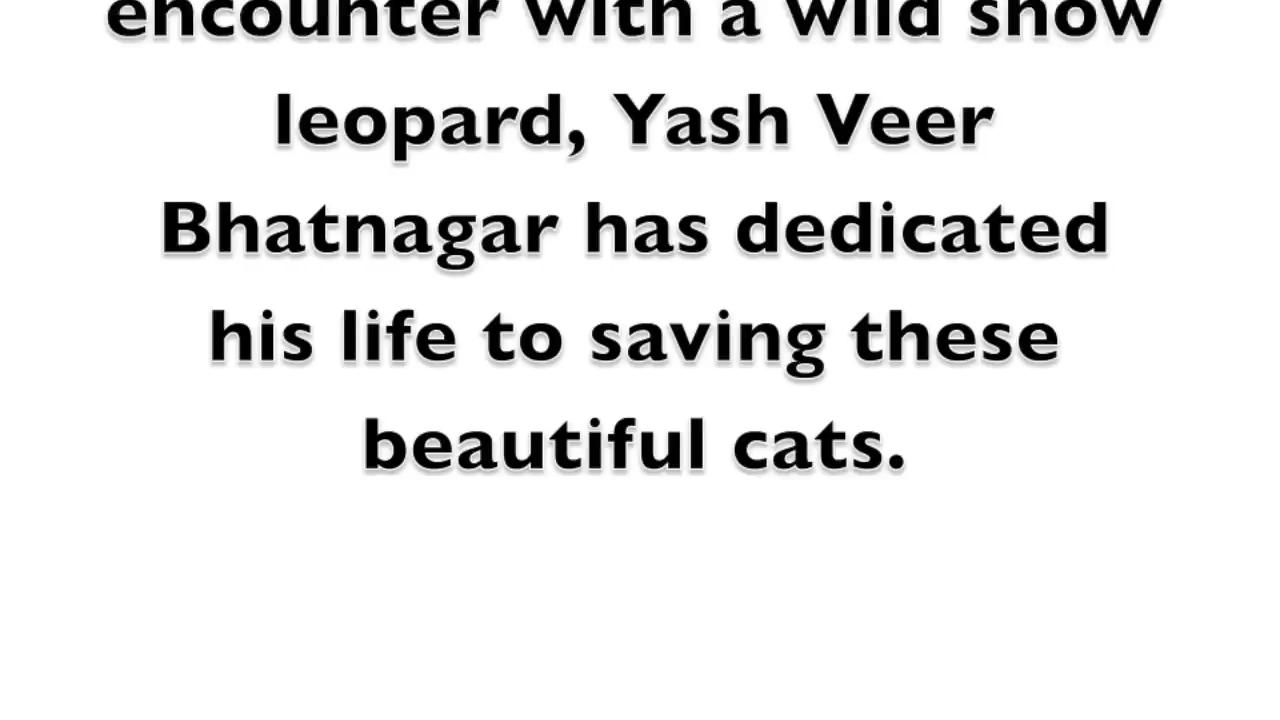 encounter with a wild snow
leopard, Yash Veer
Bhatnagar has dedicated
his life to saving these
beautiful cats.